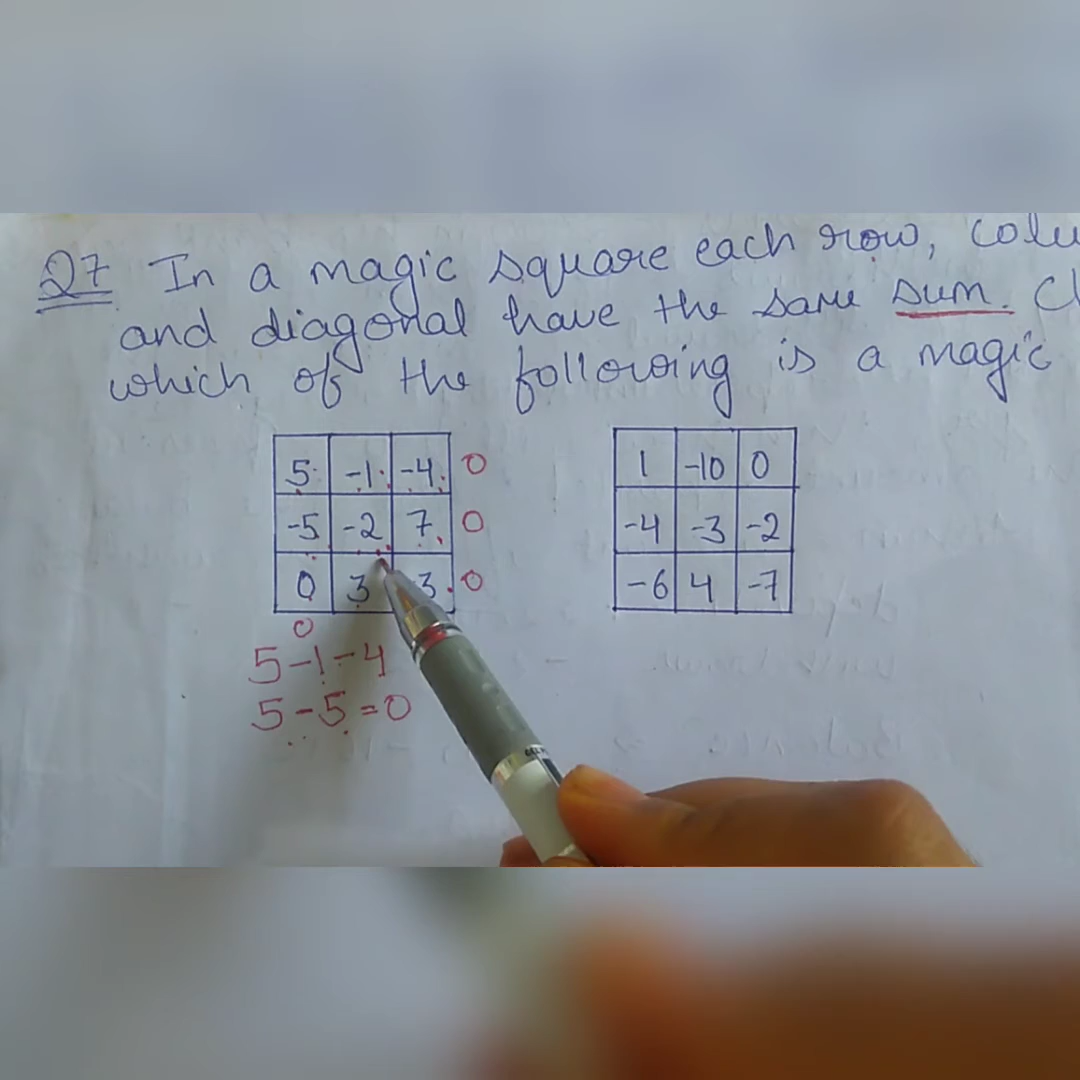 Q7 In a magic square each row,
and diagonal have the same sum.
which of the following is a magic
5 -1 -4 0
-5 -2 7 0
0 3 3 0
0
5-1-4
5-5=0
1 -10 0
-4 -3 -2
-6 4 -7